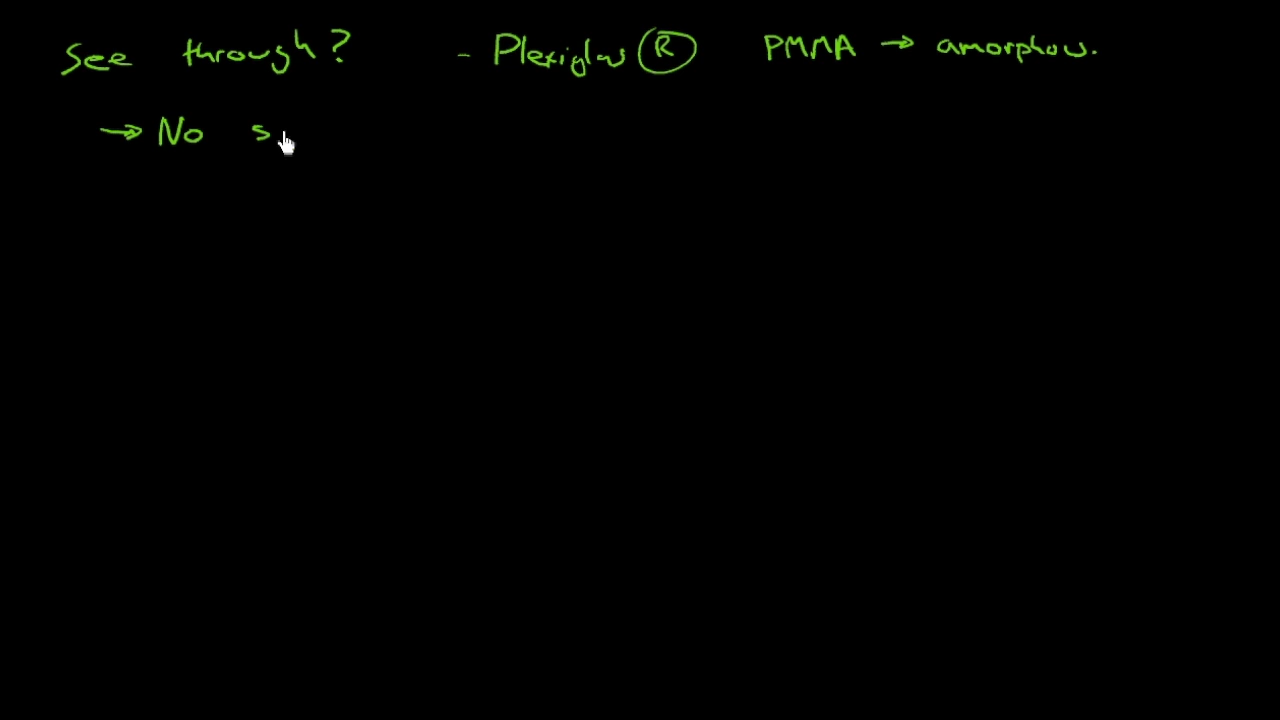 See through? - Plexiglas ® PMMA → amorphous.
→ No s